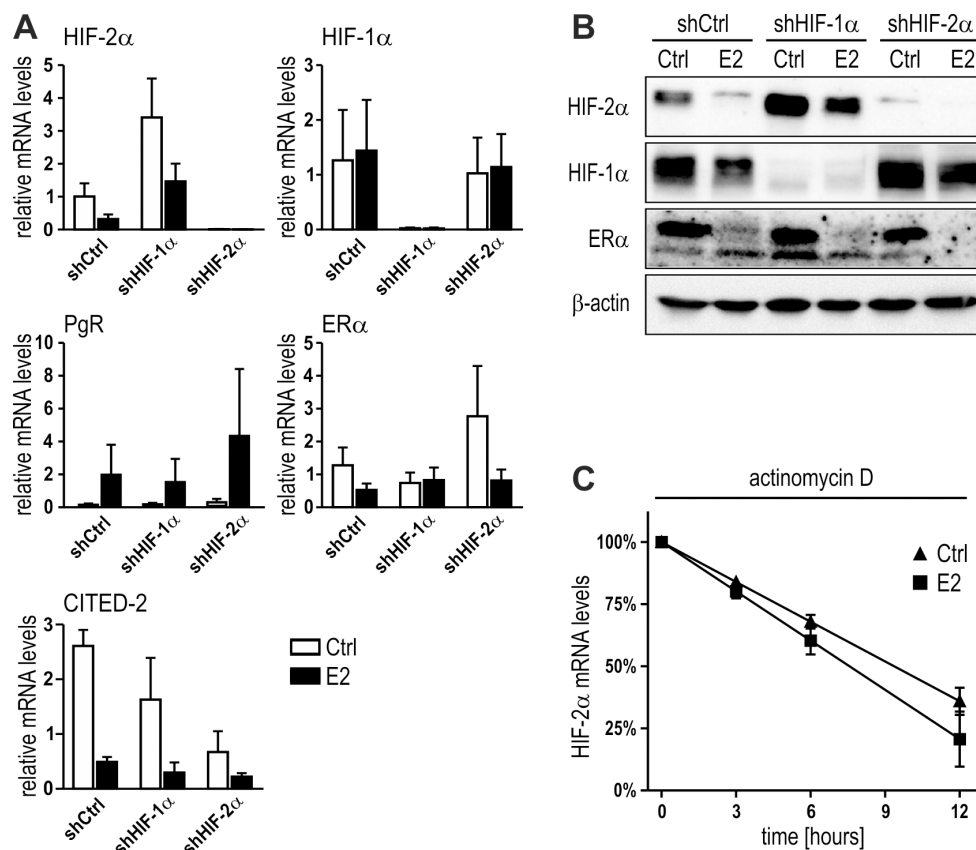 A
HIF-2α
relative mRNA levels
5
4
3
2
1
0
shCtrl
shHIF-1α
shHIF-2α
HIF-1α
relative mRNA levels
3
2
1
0
shCtrl
shHIF-1α
shHIF-2α
PgR
relative mRNA levels
10
8
6
4
2
0
shCtrl
shHIF-1α
shHIF-2α
ERα
relative mRNA levels
5
4
3
2
1
0
shCtrl
shHIF-1α
shHIF-2α
CITED-2
relative mRNA levels
3
2
1
0
shCtrl
shHIF-1α
shHIF-2α
Ctrl
E2
B
shCtrl shHIF-1α shHIF-2α
Ctrl E2 Ctrl E2 Ctrl E2
HIF-2α
HIF-1α
ERα
β-actin
C
actinomycin D
HIF-2α mRNA levels
100%
75%
50%
25%
0%
Ctrl
E2
0 3 6 9 12
time [hours]